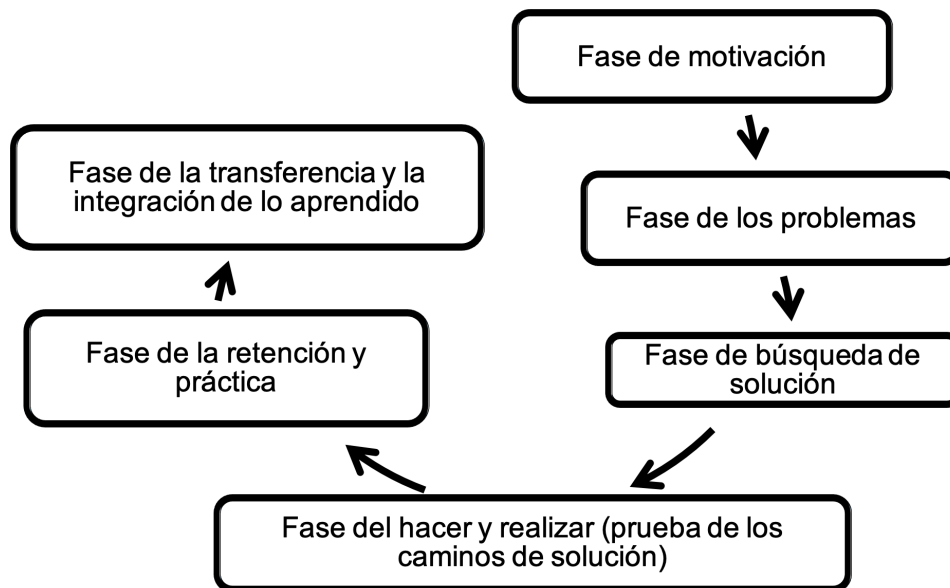 Fase de motivación
Fase de los problemas
Fase de búsqueda de
solución
Fase del hacer y realizar (prueba de los
caminos de solución)
Fase de la retención y
práctica
Fase de la transferencia y la
integración de lo aprendido